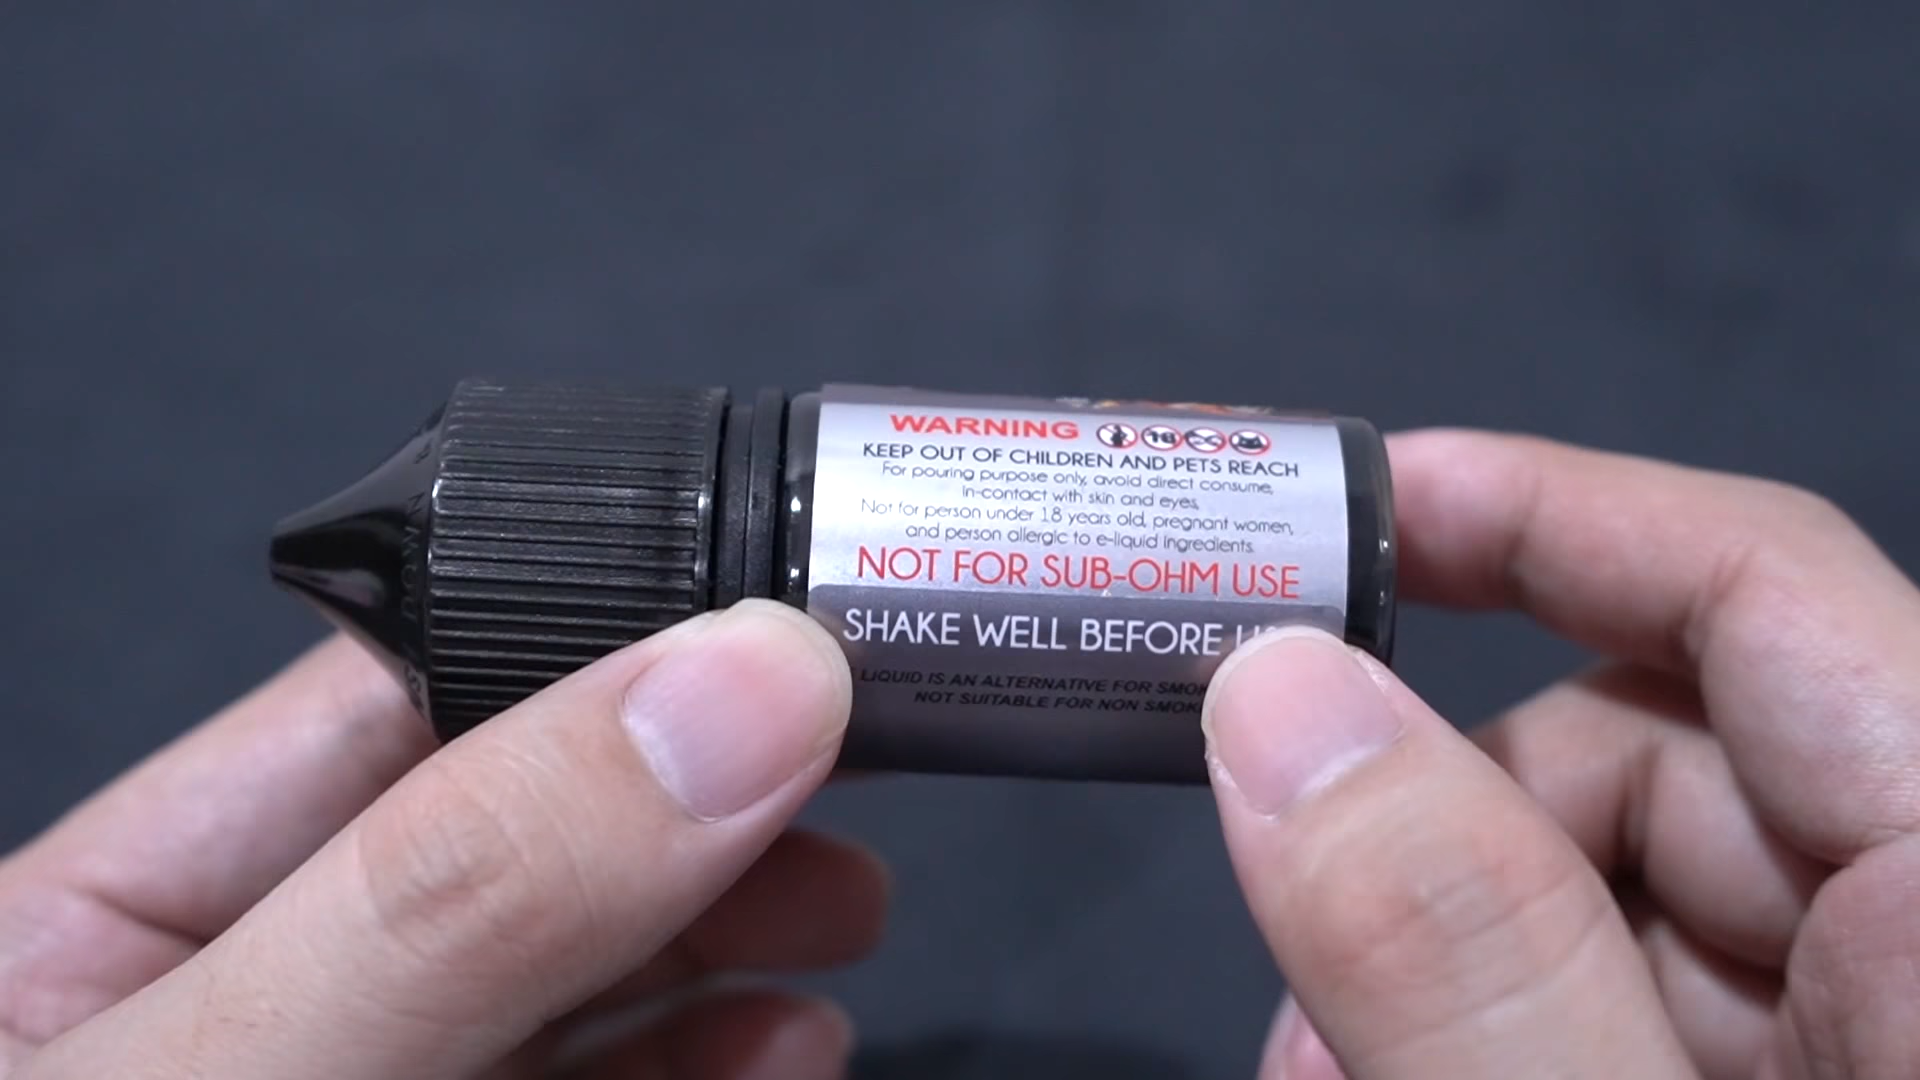 WARNING 18
KEEP OUT OF CHILDREN AND PETS REACH
For pouring purpose only, avoid direct consume,
in-contact with skin and eyes,
Not for person under 18 years old, pregnant women,
and person allergic to e-liquid ingredients.
NOT FOR SUB-OHM USE
SHAKE WELL BEFORE
LIQUID IS AN ALTERNATIVE FOR
NOT SUITABLE FOR NON